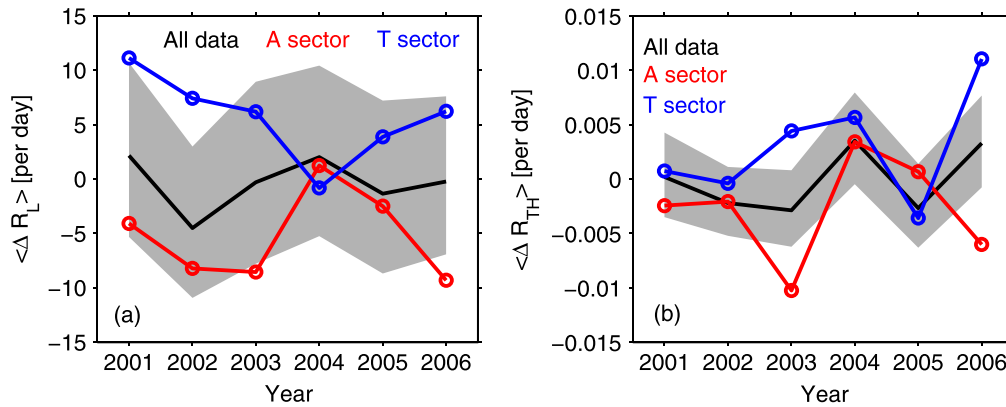 15
10
5
0
−5
−10
−15
<Δ R_L> [per day]
All data A sector T sector
(a)
2001 2002 2003 2004 2005 2006
Year
0.015
0.01
0.005
0
−0.005
−0.01
−0.015
<Δ R_TH> [per day]
All data
A sector
T sector
(b)
2001 2002 2003 2004 2005 2006
Year